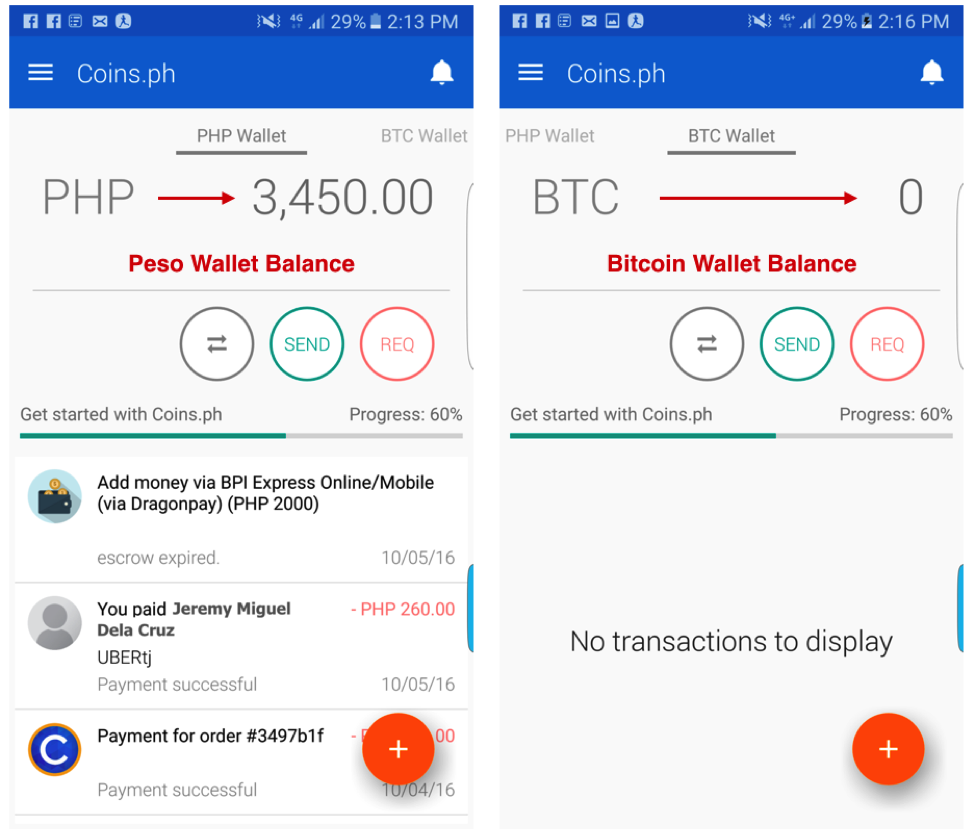 4G 29% 2:13 PM
Coins.ph
PHP Wallet BTC Wallet
PHP 3,450.00
Peso Wallet Balance
SEND REQ
Get started with Coins.ph Progress: 60%
Add money via BPI Express Online/Mobile
(via Dragonpay) (PHP 2000)
escrow expired. 10/05/16
You paid Jeremy Miguel - PHP 260.00
Dela Cruz
UBERtj
Payment successful 10/05/16
Payment for order #3497b1f - P 00
Payment successful 10/04/16
4G+ 29% 2:16 PM
Coins.ph
PHP Wallet BTC Wallet
BTC 0
Bitcoin Wallet Balance
SEND REQ
Get started with Coins.ph Progress: 60%
No transactions to display